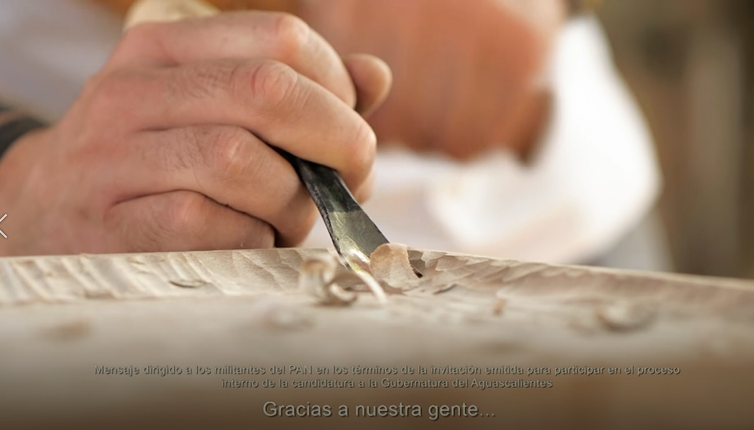 Mensaje dirigido a los militantes del PAN en los términos de la invitación emitida para participar en el proceso
interno de la candidatura a la Gubernatura del Aguascalientes
Gracias a nuestra gente...